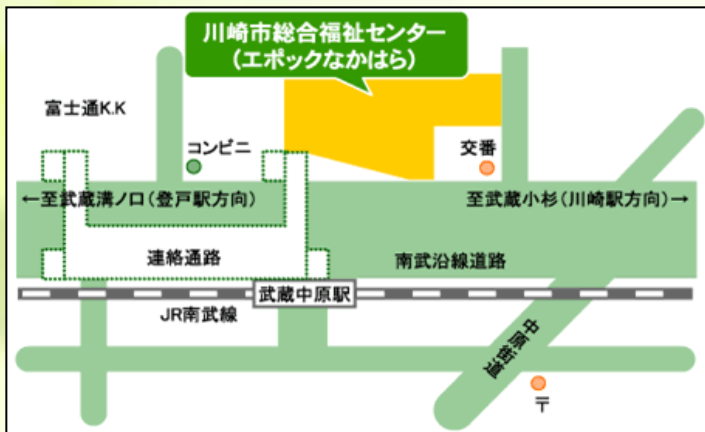 川崎市総合福祉センター
(エポックなかはら)
富士通K.K
コンビニ
交番
←至武蔵溝ノ口(登戸駅方向)
至武蔵小杉(川崎駅方向)→
連絡通路
南武沿線道路
武蔵中原駅
JR南武線
中原街道
〒